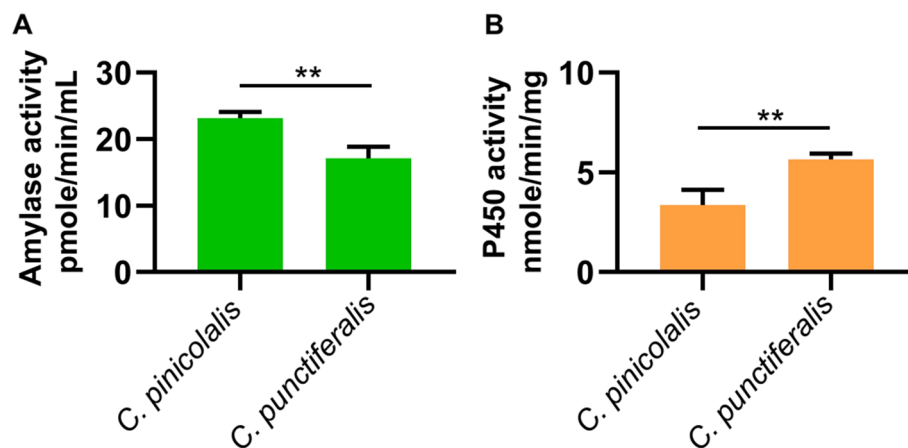 A
Amylase activity
pmole/min/mL
30
20
10
0
**
C. pinicolalis
C. punctiferalis
B
P450 activity
nmole/min/mg
10
5
0
**
C. pinicolalis
C. punctiferalis